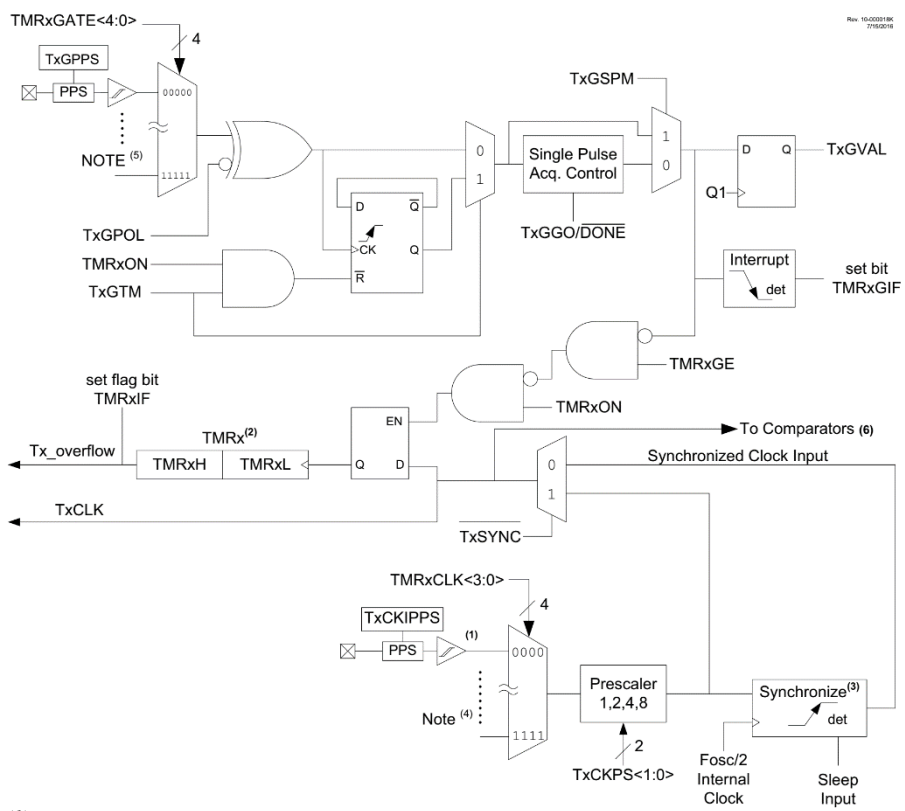 TMRxGATE<4:0>
Rev. 10-000018K
7/15/2016
4
TxGPPS
TxGSPM
PPS
00000
NOTE (5)
11111
0
1
Single Pulse
Acq. Control
1
0
D
Q
TxGVAL
Q1
D
Q
CK
Q
R
TxGPOL
TMRxON
TxGTM
TxGGO/DONE
Interrupt
det
set bit
TMRxGIF
TMRxGE
TMRxON
set flag bit
TMRxIF
EN
Q
D
TMRx(2)
Tx_overflow
TMRxH
TMRxL
To Comparators (6)
Synchronized Clock Input
0
1
TxCLK
TxSYNC
TMRxCLK<3:0>
4
TxCKIPPS
(1)
PPS
0000
Note (4)
1111
Prescaler
1,2,4,8
Synchronize(3)
det
2
TxCKPS<1:0>
Fosc/2
Internal
Clock
Sleep
Input